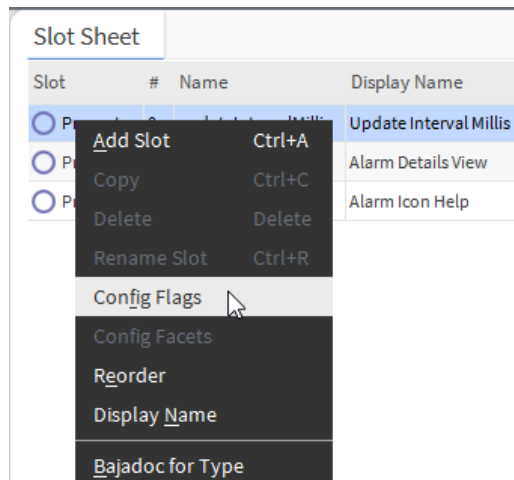 Slot Sheet
Slot # Name Display Name
Update Interval Millis
Alarm Details View
Alarm Icon Help
Add Slot Ctrl+A
Copy Ctrl+C
Delete Delete
Rename Slot Ctrl+R
Config Flags
Config Facets
Reorder
Display Name
Bajadoc for Type